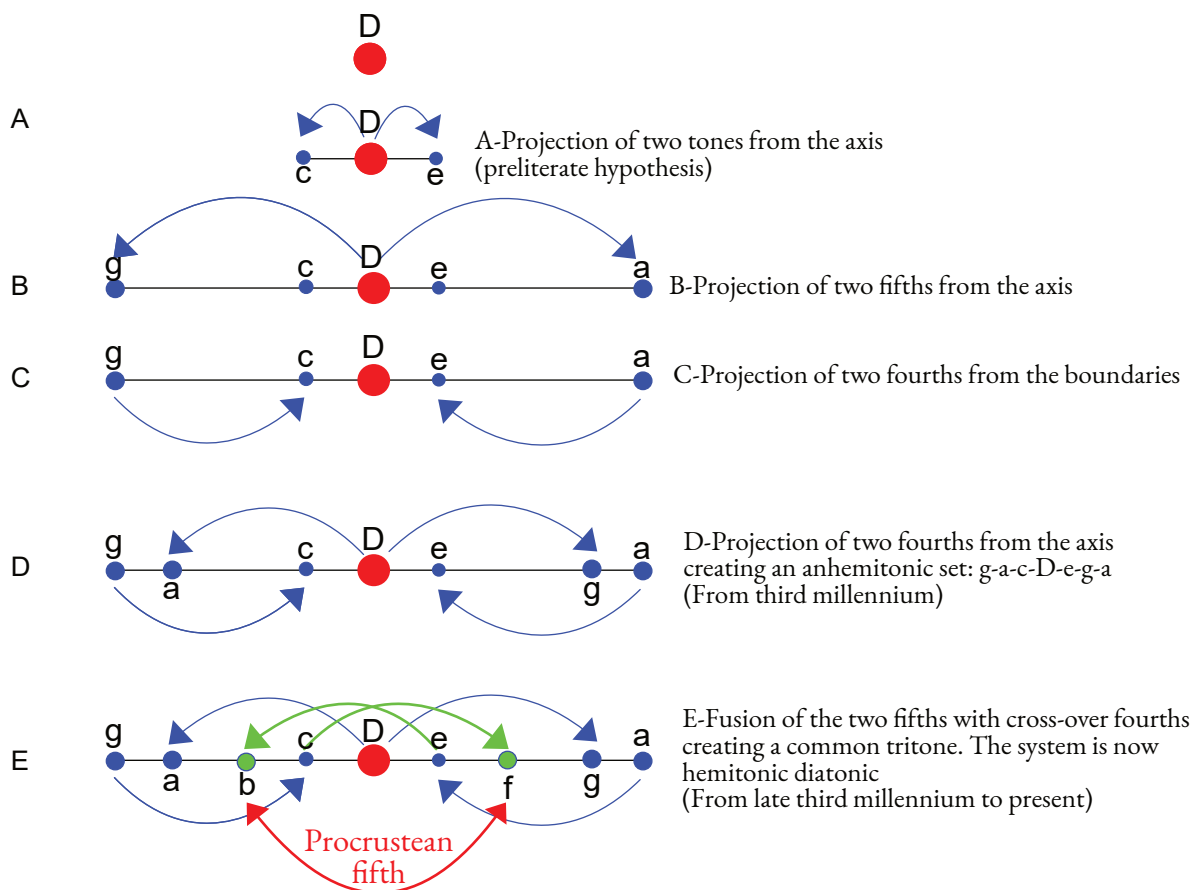 D
A
D
c e
A-Projection of two tones from the axis
(preliterate hypothesis)
B
g c D e a
B-Projection of two fifths from the axis
C
g c D e a
C-Projection of two fourths from the boundaries
D
g c D e a
a g
D-Projection of two fourths from the axis
creating an anhemitonic set: g-a-c-D-e-g-a
(From third millennium)
E
g c D e a
a b f g
E-Fusion of the two fifths with cross-over fourths
creating a common tritone. The system is now
hemitonic diatonic
(From late third millennium to present)
Procrustean
fifth